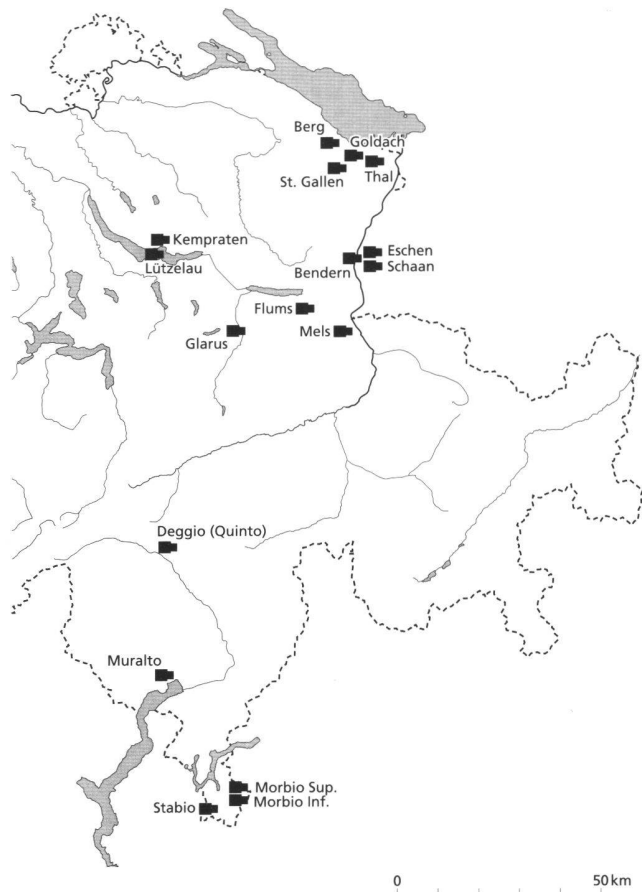 Berg
Goldach
St. Gallen
Thal
Kempraten
Lützelau
Eschen
Bendern
Schaan
Flums
Glarus
Mels
Deggio (Quinto)
Muralto
Morbio Sup.
Morbio Inf.
Stabio
0 50 km